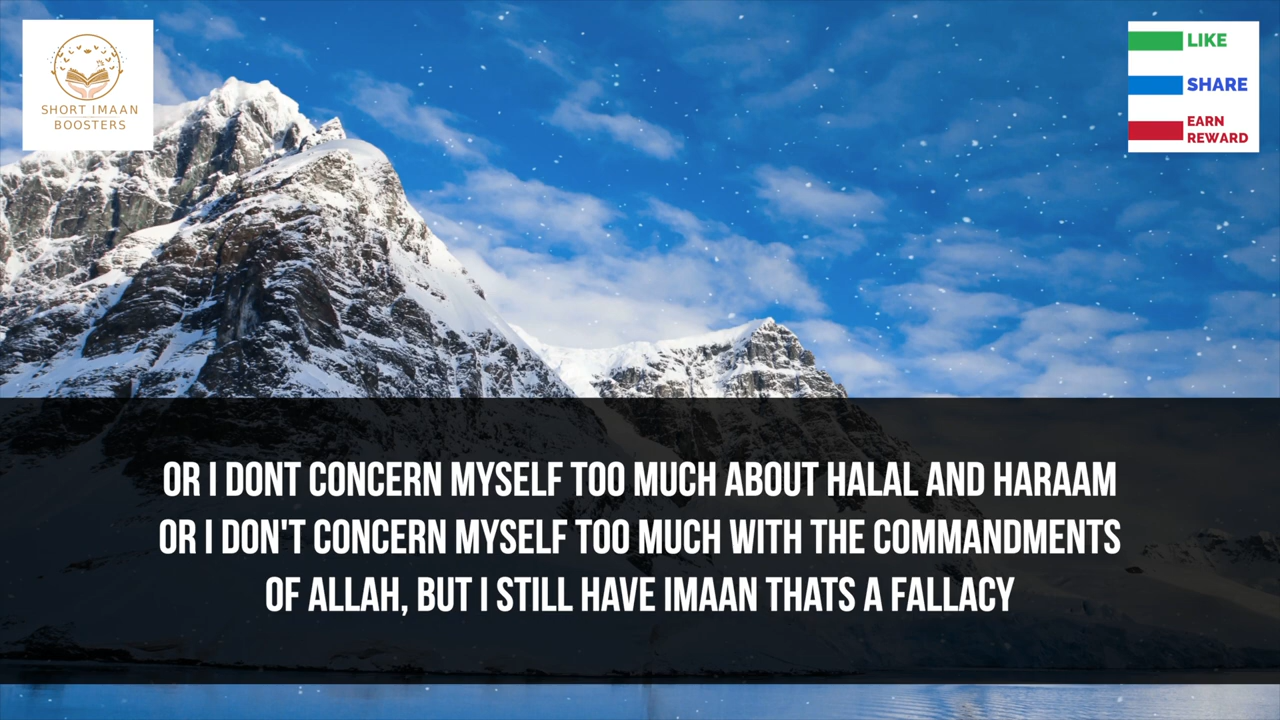 SHORT IMAAN
BOOSTERS
LIKE
SHARE
EARN
REWARD
OR I DONT CONCERN MYSELF TOO MUCH ABOUT HALAL AND HARAAM
OR I DON'T CONCERN MYSELF TOO MUCH WITH THE COMMANDMENTS
OF ALLAH, BUT I STILL HAVE IMAAN THATS A FALLACY